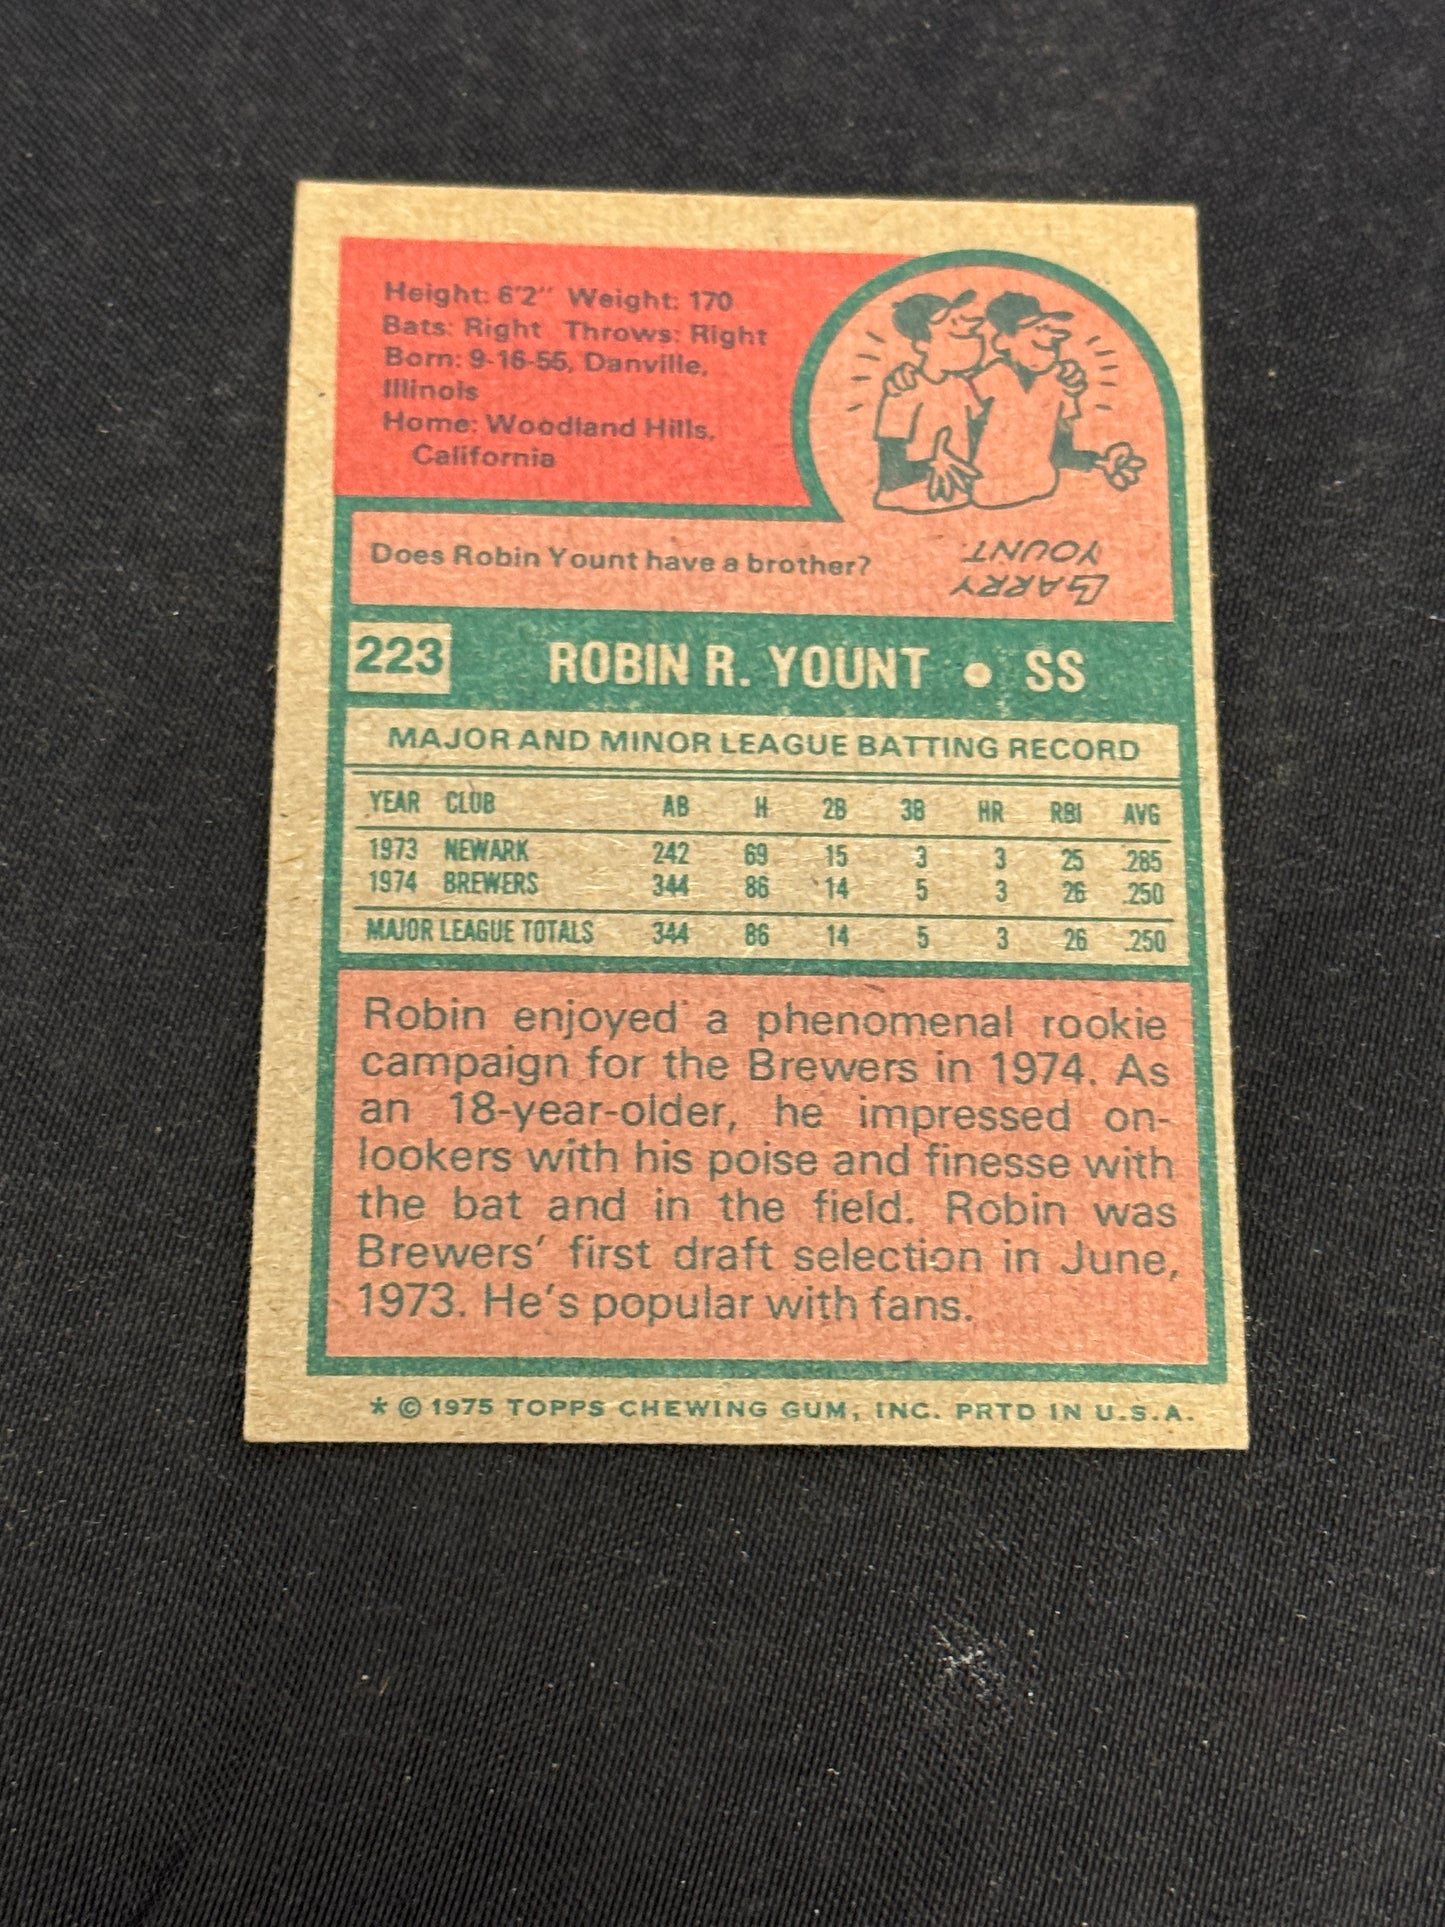 Height: 6'2" Weight: 170
Bats: Right Throws: Right
Born: 9-16-55, Danville,
Illinois
Home: Woodland Hills,
California
Does Robin Yount have a brother?
BARRY
YOUNT.
223 ROBIN R. YOUNT • SS
MAJOR AND MINOR LEAGUE BATTING RECORD
YEAR CLUB AB H 2B 3B HR RBI AVG
1973 NEWARK 242 69 15 3 3 25 .285
1974 BREWERS 344 86 14 5 3 26 .250
MAJOR LEAGUE TOTALS 344 86 14 5 3 26 .250
Robin enjoyed a phenomenal rookie
campaign for the Brewers in 1974. As
an 18-year-older, he impressed on-
lookers with his poise and finesse with
the bat and in the field. Robin was
Brewers' first draft selection in June,
1973. He's popular with fans.
* © 1975 TOPPS CHEWING GUM, INC. PRTD IN U.S.A.